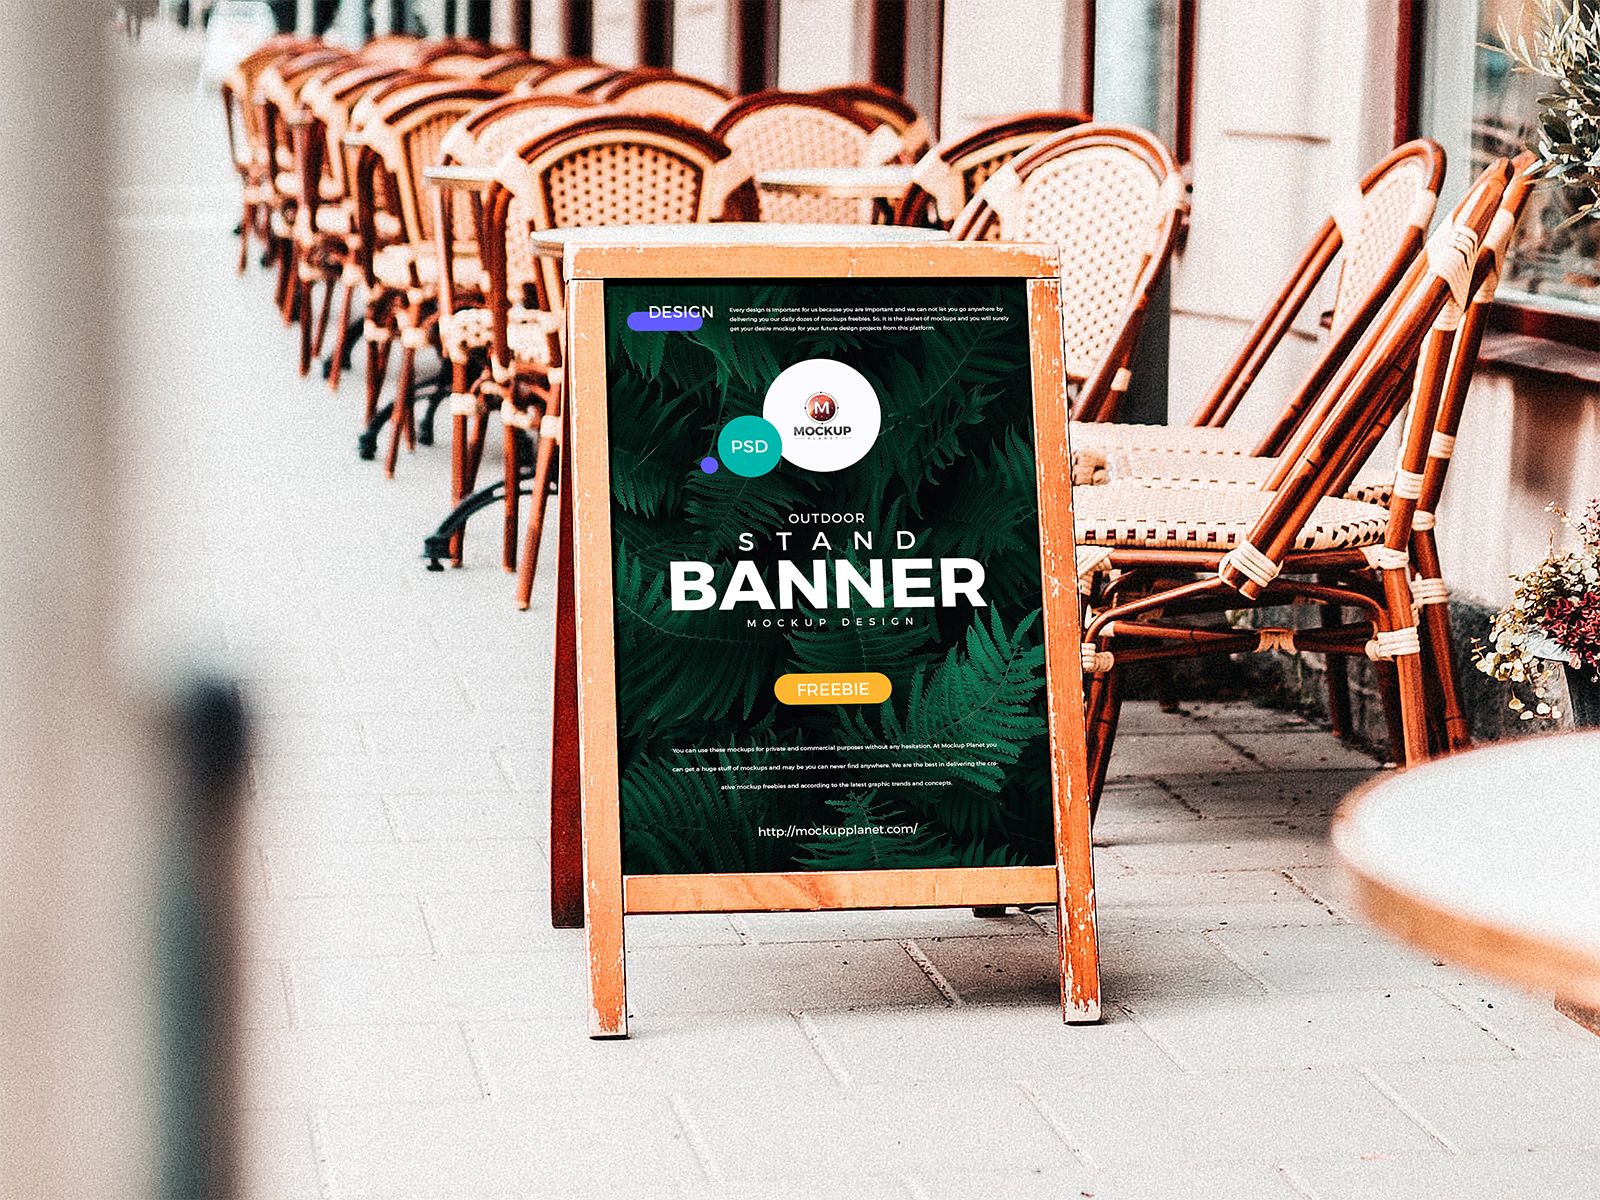 DESIGN
Every design is Important for us because you are Important and we can not let you go anywhere by
delivering you our daily dozes of mockups freebies. So, It is the planet of mockups and you will surely
get your desire mockup for your future design projects from this platform.
M
MOCKUP
PLANET
PSD
OUTDOOR
STAND
BANNER
MOCKUP DESIGN
FREEBIE
You can use these mockups for private and commercial purposes without any hesitation. At Mockup Planet you
can get a huge stuff of mockups and may be you can never find anywhere. We are the best in delivering the cre-
ative mockup freebies and according to the latest graphic trends and concepts.
http://mockupplanet.com/